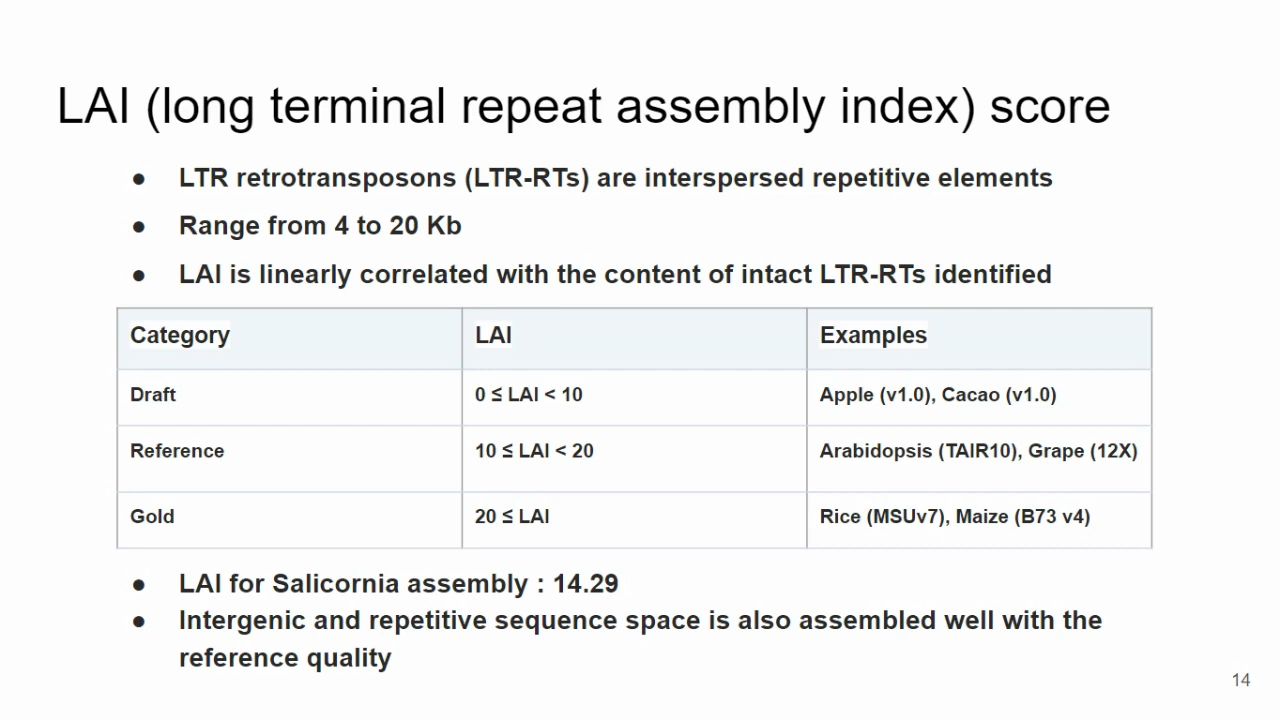 LAI (long terminal repeat assembly index) score
● LTR retrotransposons (LTR-RTs) are interspersed repetitive elements
● Range from 4 to 20 Kb
● LAI is linearly correlated with the content of intact LTR-RTs identified
Category LAI Examples
Draft 0 ≤ LAI < 10 Apple (v1.0), Cacao (v1.0)
Reference 10 ≤ LAI < 20 Arabidopsis (TAIR10), Grape (12X)
Gold 20 ≤ LAI Rice (MSUv7), Maize (B73 v4)
● LAI for Salicornia assembly : 14.29
● Intergenic and repetitive sequence space is also assembled well with the
reference quality
14